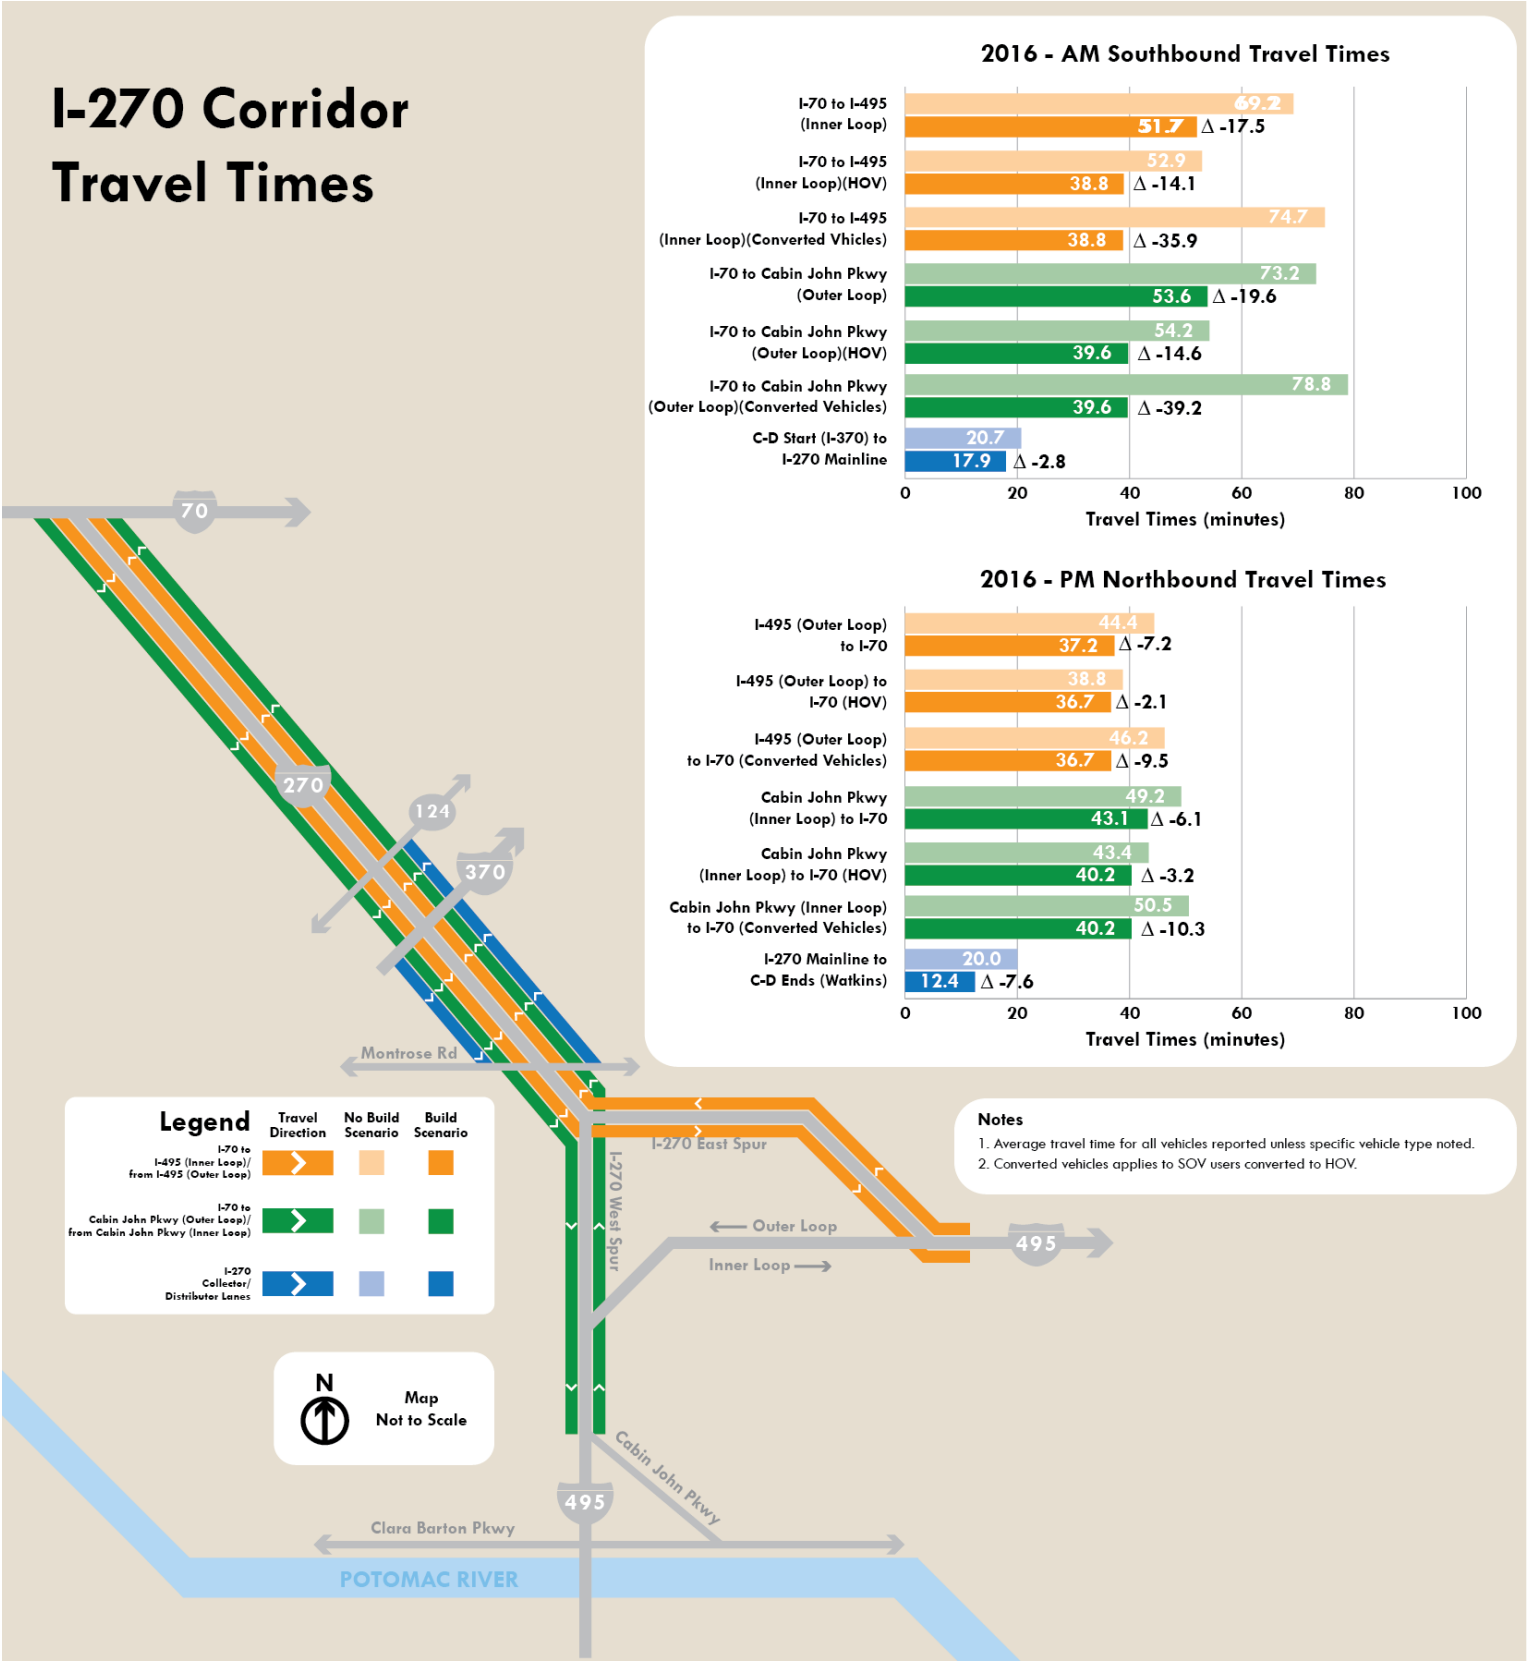 I-270 Corridor
Travel Times
2016 - AM Southbound Travel Times
I-70 to I-495
(Inner Loop)
69.2
51.7
Δ -17.5
I-70 to I-495
(Inner Loop)(HOV)
52.9
38.8
Δ -14.1
I-70 to I-495
(Inner Loop)(Converted Vhicles)
74.7
38.8
Δ -35.9
I-70 to Cabin John Pkwy
(Outer Loop)
73.2
53.6
Δ -19.6
I-70 to Cabin John Pkwy
(Outer Loop)(HOV)
54.2
39.6
Δ -14.6
I-70 to Cabin John Pkwy
(Outer Loop)(Converted Vehicles)
78.8
39.6
Δ -39.2
C-D Start (I-370) to
I-270 Mainline
20.7
17.9
Δ -2.8
0 20 40 60 80 100
Travel Times (minutes)
2016 - PM Northbound Travel Times
I-495 (Outer Loop)
to I-70
44.4
37.2
Δ -7.2
I-495 (Outer Loop) to
I-70 (HOV)
38.8
36.7
Δ -2.1
I-495 (Outer Loop)
to I-70 (Converted Vehicles)
46.2
36.7
Δ -9.5
Cabin John Pkwy
(Inner Loop) to I-70
49.2
43.1
Δ -6.1
Cabin John Pkwy
(Inner Loop) to I-70 (HOV)
43.4
40.2
Δ -3.2
Cabin John Pkwy (Inner Loop)
to I-70 (Converted Vehicles)
50.5
40.2
Δ -10.3
I-270 Mainline to
C-D Ends (Watkins)
20.0
12.4
Δ -7.6
0 20 40 60 80 100
Travel Times (minutes)
70
270
124
370
Montrose Rd
I-270 East Spur
I-270 West Spur
Outer Loop
Inner Loop
495
Legend
Travel
Direction
No Build
Scenario
Build
Scenario
I-70 to
I-495 (Inner Loop)/
from I-495 (Outer Loop)
I-70 to
Cabin John Pkwy (Outer Loop)/
from Cabin John Pkwy (Inner Loop)
I-270
Collector/
Distributor Lanes
Notes
1. Average travel time for all vehicles reported unless specific vehicle type noted.
2. Converted vehicles applies to SOV users converted to HOV.
N
Map
Not to Scale
Cabin John Pkwy
495
Clara Barton Pkwy
POTOMAC RIVER